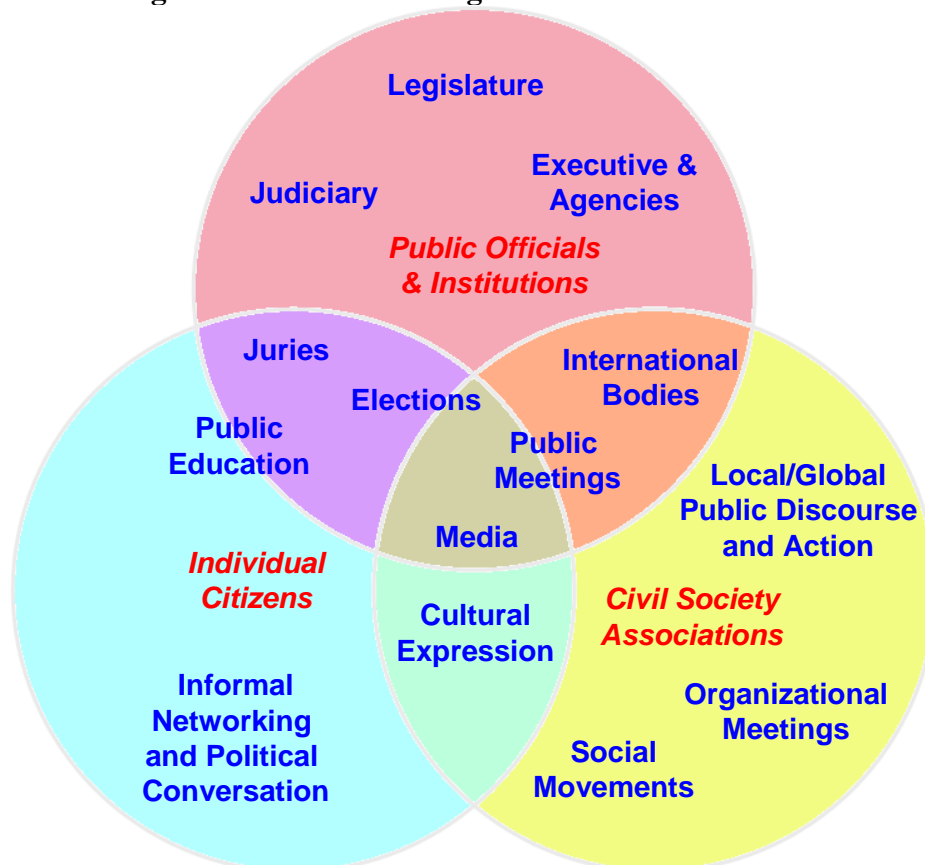 Legislature
Judiciary
Executive &
Agencies
Public Officials
& Institutions
Juries
Elections
International
Bodies
Public
Education
Public
Meetings
Local/Global
Public Discourse
and Action
Media
Individual
Citizens
Civil Society
Associations
Cultural
Expression
Informal
Networking
and Political
Conversation
Organizational
Meetings
Social
Movements